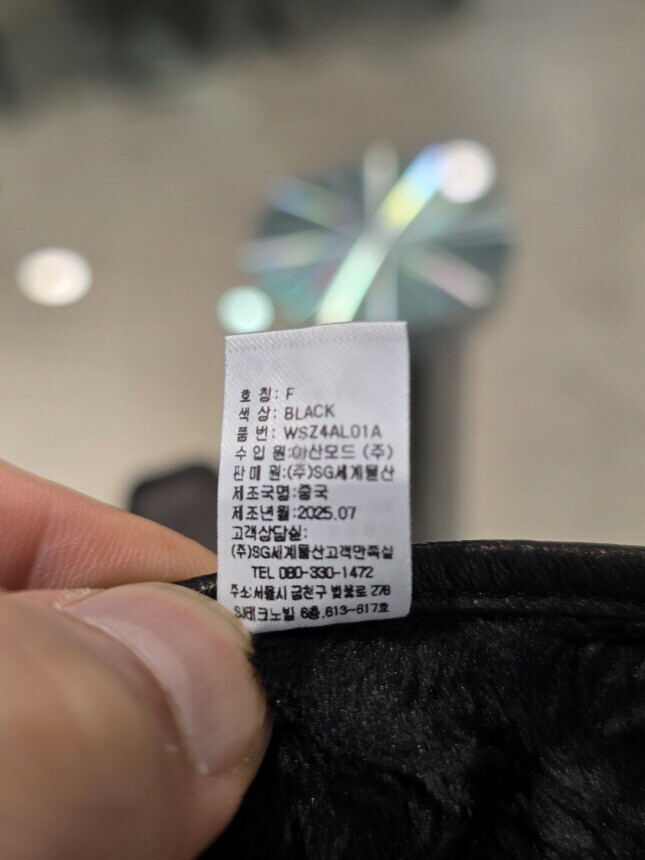 호 칭: F
색 상: BLACK
품 번: WSZ4AL01A
수 입 원:아산모드 (주)
판 매 원:(주)SG세계물산
제조국명:중국
제조년월:2025.07
고객상담실:
(주)SG세계물산고객만족실
TEL 080-330-1472
주소:서울시 금천구 벚꽃로 278
SJ테크노빌 6층.613-617호